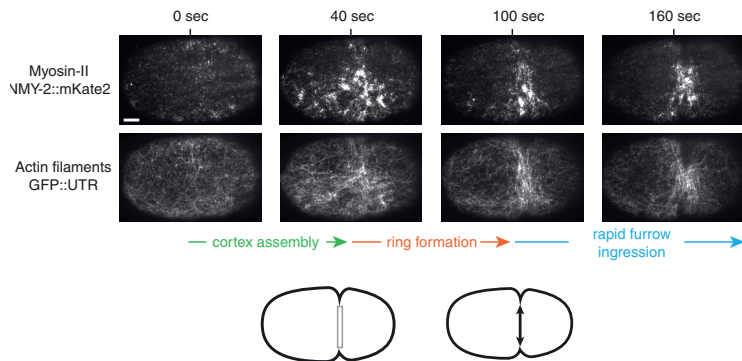 0 sec
40 sec
100 sec
160 sec
Myosin-II
NMY-2::mKate2
Actin filaments
GFP::UTR
cortex assembly
ring formation
rapid furrow
ingression